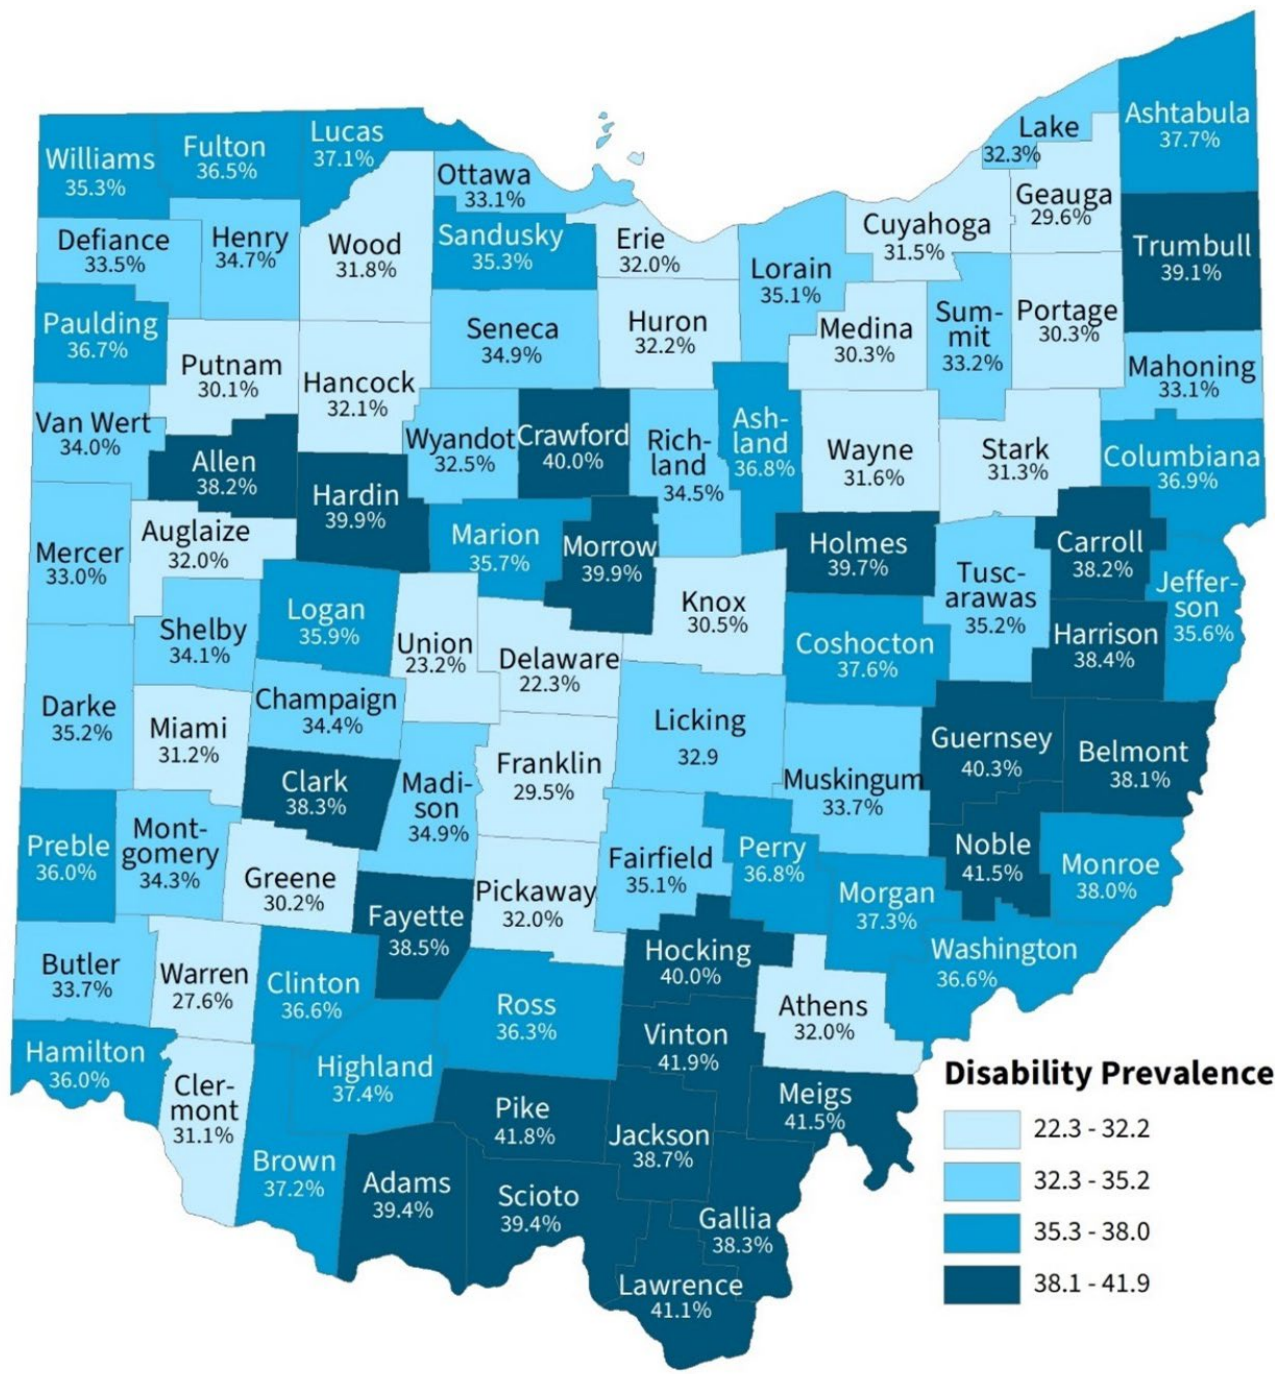 Williams
35.3%
Fulton
36.5%
Lucas
37.1%
Ottawa
33.1%
Lake
32.3%
Ashtabula
37.7%
Geauga
29.6%
Defiance
33.5%
Henry
34.7%
Wood
31.8%
Sandusky
35.3%
Erie
32.0%
Cuyahoga
31.5%
Trumbull
39.1%
Lorain
35.1%
Paulding
36.7%
Putnam
30.1%
Hancock
32.1%
Seneca
34.9%
Huron
32.2%
Medina
30.3%
Sum-
mit
33.2%
Portage
30.3%
Mahoning
33.1%
Van Wert
34.0%
Allen
38.2%
Hardin
39.9%
Wyandot
32.5%
Crawford
40.0%
Rich-
land
34.5%
Ash-
land
36.8%
Wayne
31.6%
Stark
31.3%
Columbiana
36.9%
Mercer
33.0%
Auglaize
32.0%
Marion
35.7%
Morrow
39.9%
Holmes
39.7%
Tusc-
arawas
35.2%
Carroll
38.2%
Jeffer-
son
35.6%
Shelby
34.1%
Logan
35.9%
Union
23.2%
Delaware
22.3%
Knox
30.5%
Coshocton
37.6%
Harrison
38.4%
Darke
35.2%
Miami
31.2%
Champaign
34.4%
Licking
32.9
Muskingum
33.7%
Guernsey
40.3%
Belmont
38.1%
Clark
38.3%
Madi-
son
34.9%
Franklin
29.5%
Preble
36.0%
Mont-
gomery
34.3%
Greene
30.2%
Fayette
38.5%
Pickaway
32.0%
Fairfield
35.1%
Perry
36.8%
Morgan
37.3%
Noble
41.5%
Monroe
38.0%
Washington
36.6%
Butler
33.7%
Warren
27.6%
Clinton
36.6%
Ross
36.3%
Hocking
40.0%
Athens
32.0%
Vinton
41.9%
Hamilton
36.0%
Cler-
mont
31.1%
Highland
37.4%
Pike
41.8%
Jackson
38.7%
Meigs
41.5%
Brown
37.2%
Adams
39.4%
Scioto
39.4%
Gallia
38.3%
Lawrence
41.1%
Disability Prevalence
22.3 - 32.2
32.3 - 35.2
35.3 - 38.0
38.1 - 41.9